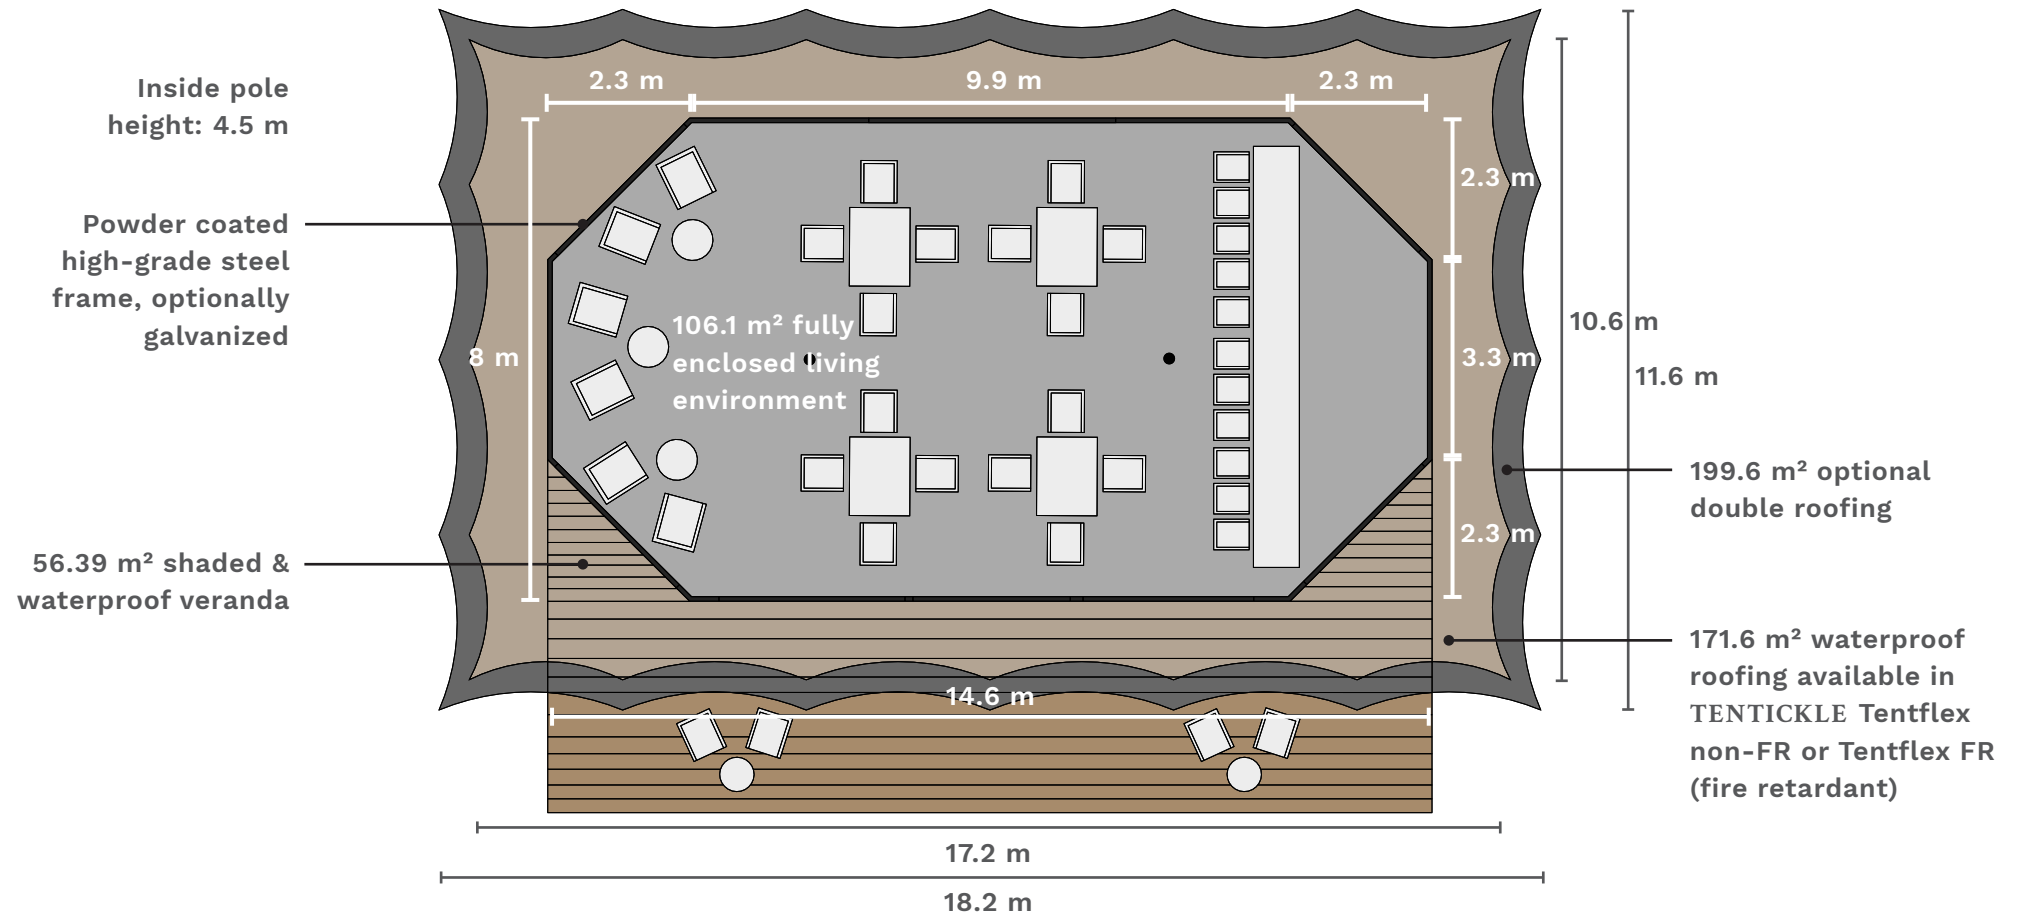 Inside pole
height: 4.5 m
Powder coated
high-grade steel
frame, optionally
galvanized
56.39 m² shaded &
waterproof veranda
2.3 m
9.9 m
2.3 m
8 m
106.1 m² fully
enclosed living
environment
2.3 m
3.3 m
2.3 m
14.6 m
17.2 m
18.2 m
10.6 m
11.6 m
199.6 m² optional
double roofing
171.6 m² waterproof
roofing available in
TENTICKLE Tentflex
non-FR or Tentflex FR
(fire retardant)